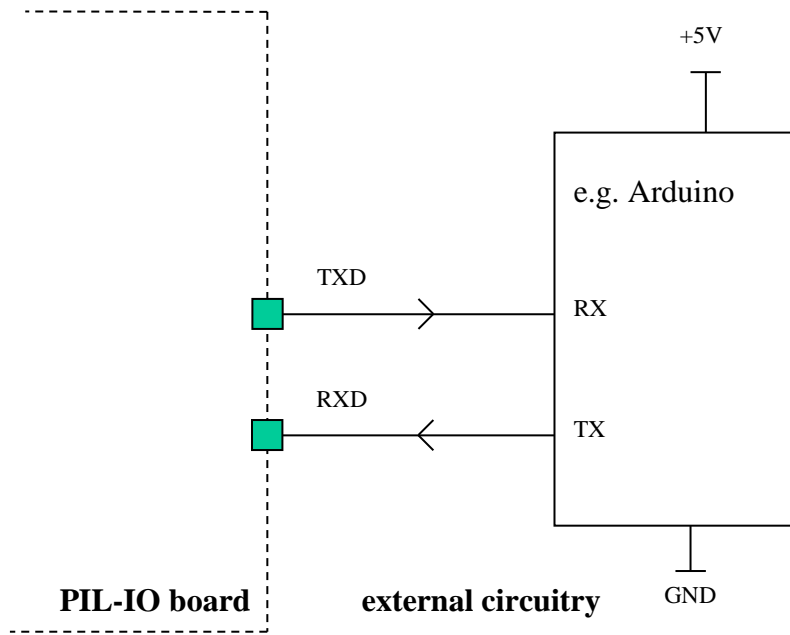 +5V
e.g. Arduino
TXD
RX
RXD
TX
PIL-IO board
external circuitry
GND